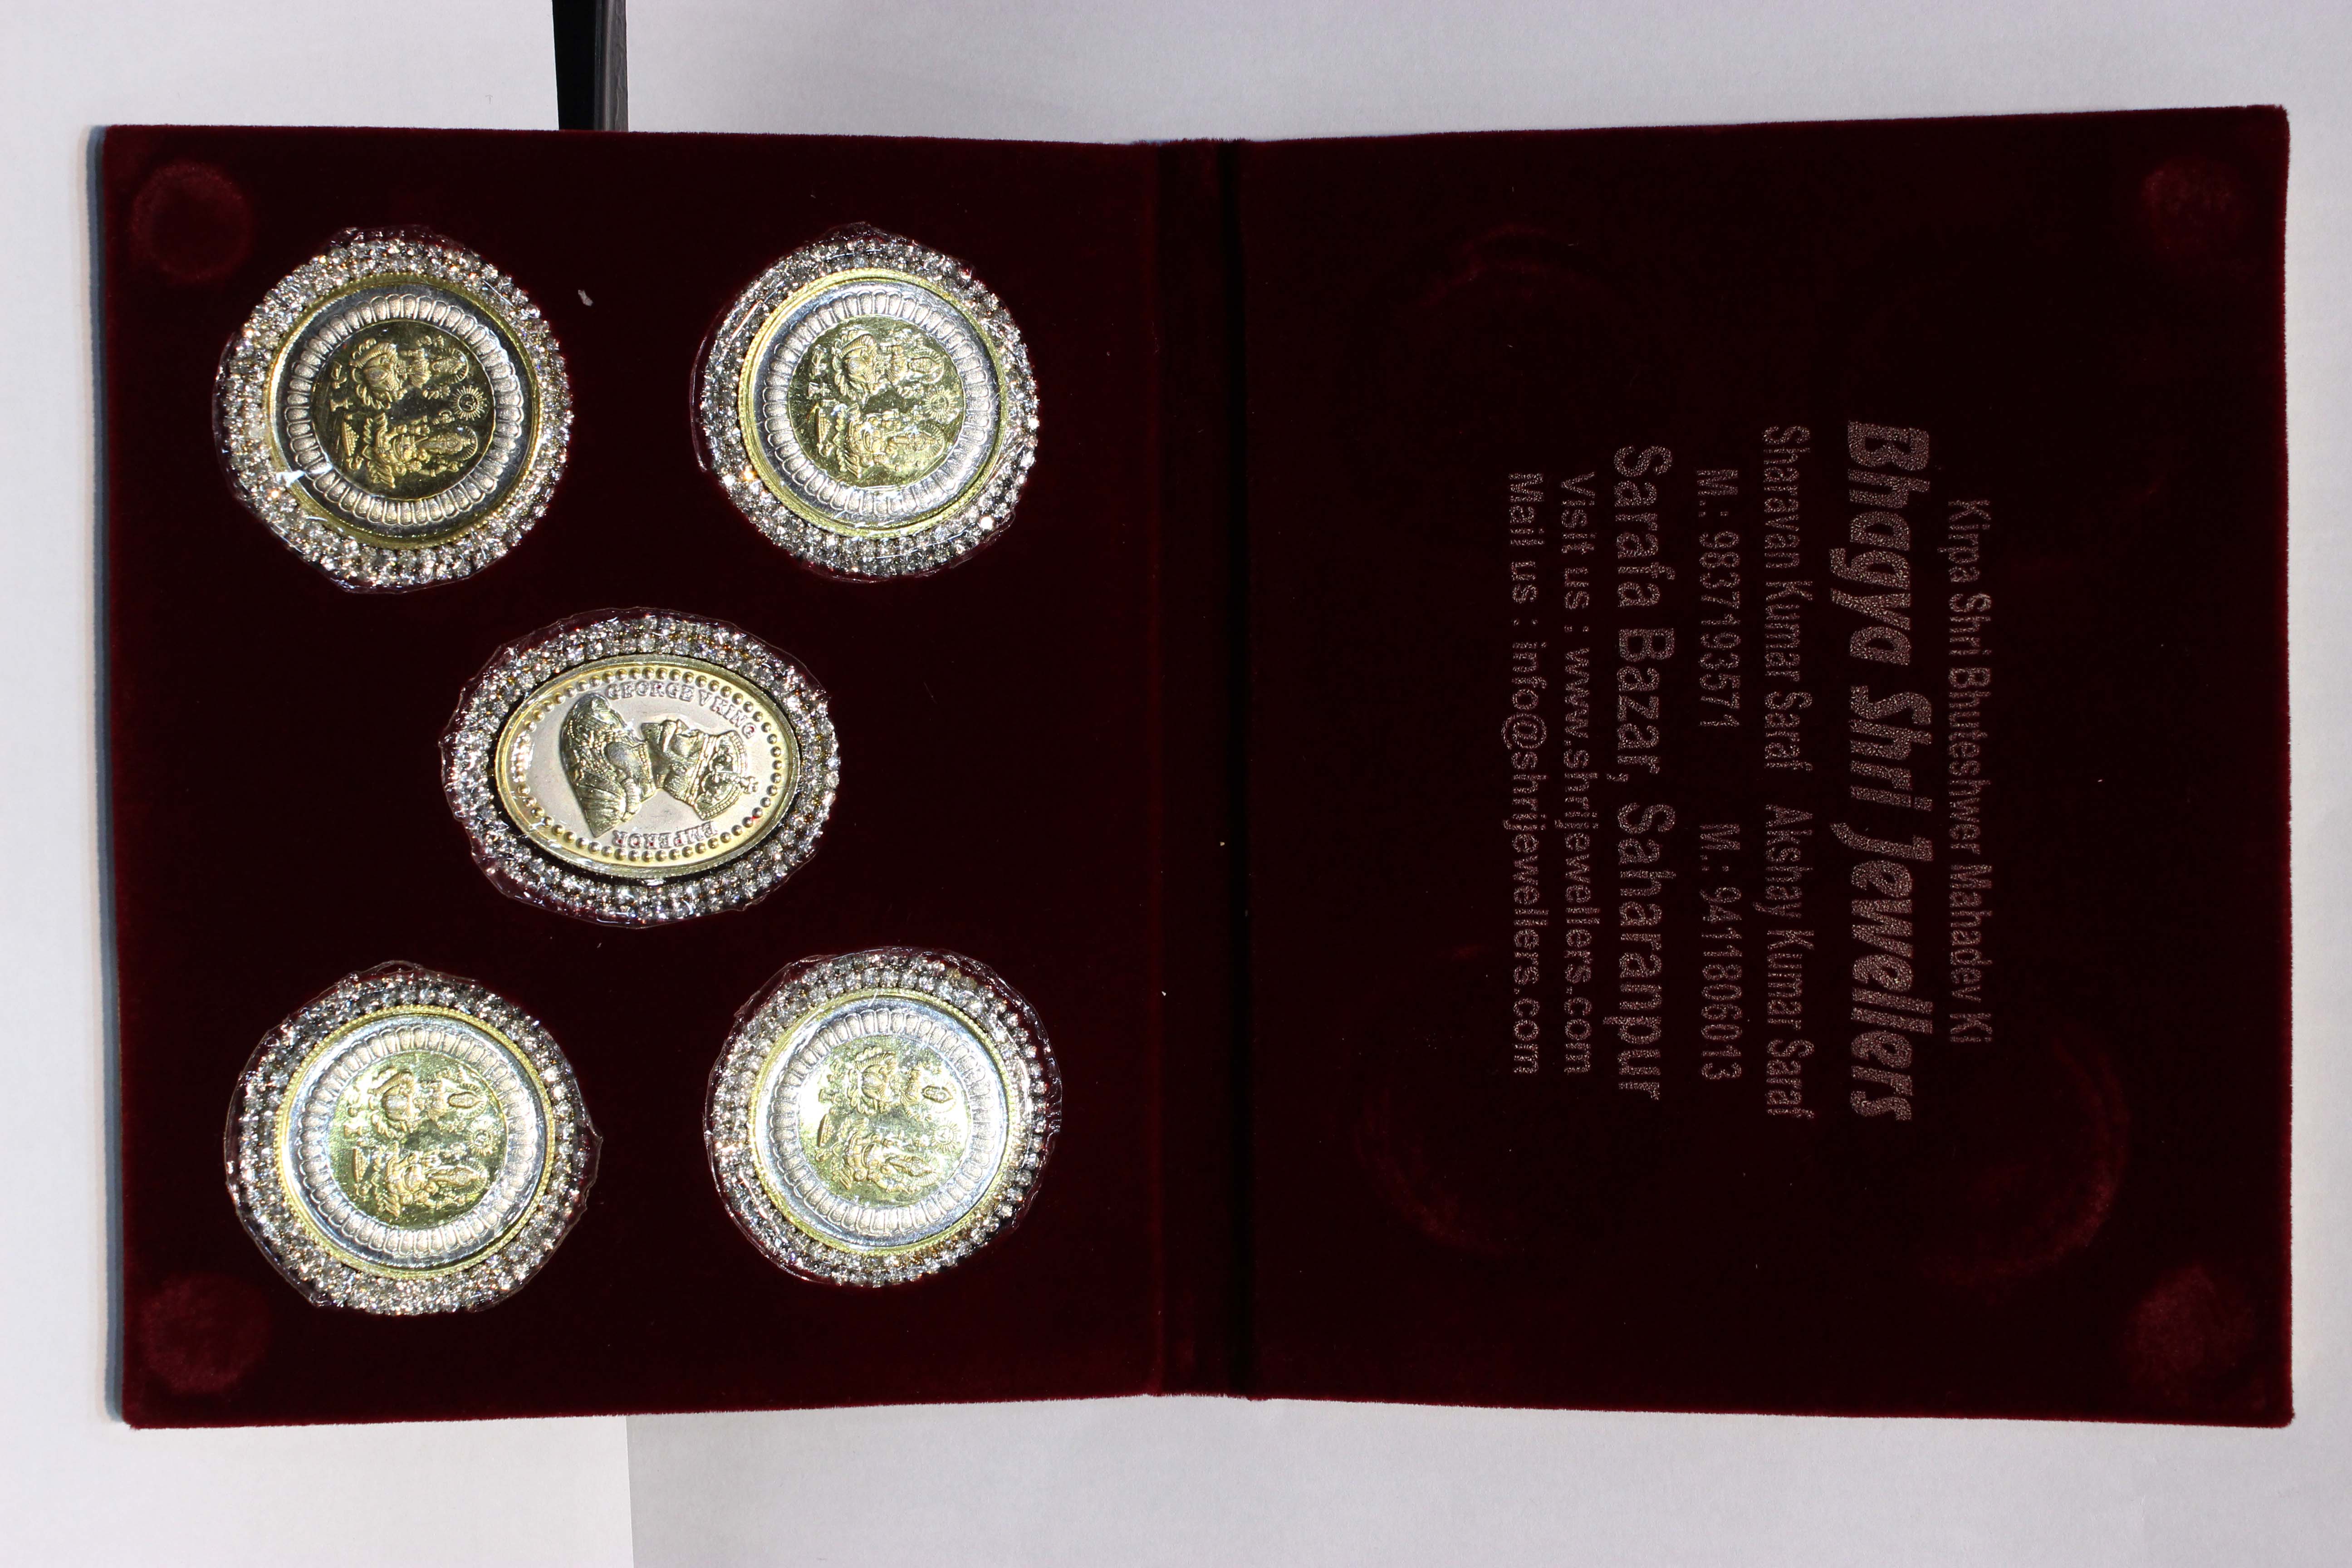 Kirpa Shri Bhuteshwer Mahadev Ki
Bhagya Shri Jewellers
Sharavan Kumar Saraf Akshay Kumar Saraf
M.: 9837193571 M.: 9411806013
Sarafa Bazar, Saharanpur
Visit us : www.shrijewellers.com
Mail us : info@shrijewellers.com
GEORGE V KING
EMPEROR